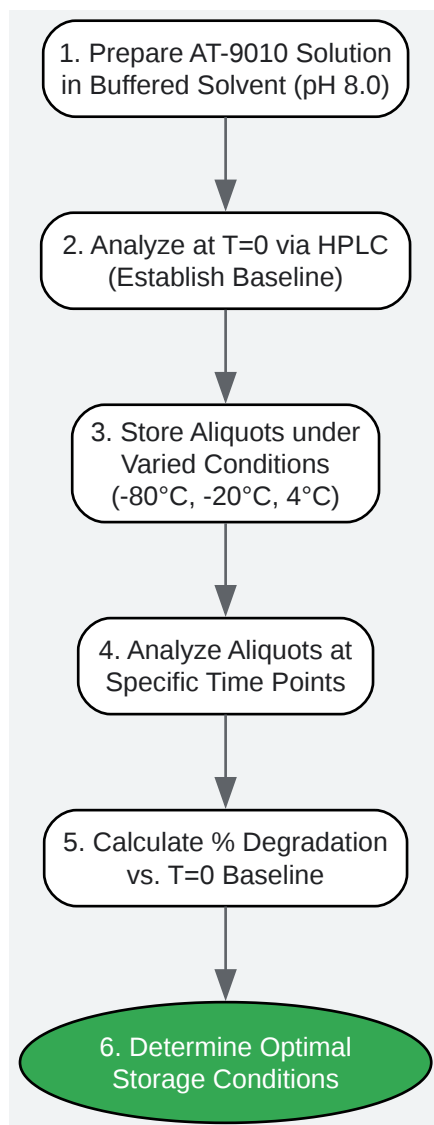 1. Prepare AT-9010 Solution
in Buffered Solvent (pH 8.0)
2. Analyze at T=0 via HPLC
(Establish Baseline)
3. Store Aliquots under
Varied Conditions
(-80°C, -20°C, 4°C)
4. Analyze Aliquots at
Specific Time Points
5. Calculate % Degradation
vs. T=0 Baseline
6. Determine Optimal
Storage Conditions